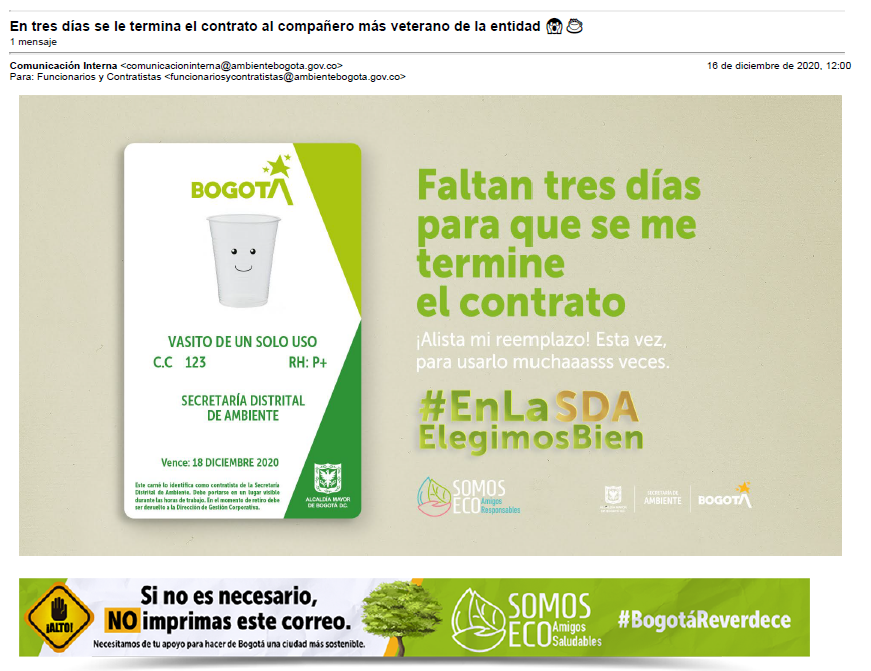 En tres días se le termina el contrato al compañero más veterano de la entidad 😱☕
1 mensaje
Comunicación Interna <comunicacioninterna@ambientebogota.gov.co>
16 de diciembre de 2020, 12:00
Para: Funcionarios y Contratistas <funcionariosycontratistas@ambientebogota.gov.co>
BOGOTÁ
VASITO DE UN SOLO USO
C.C 123 RH: P+
SECRETARÍA DISTRITAL
DE AMBIENTE
Vence: 18 DICIEMBRE 2020
Este carné lo identifica como contratista de la Secretaría
Distrital de Ambiente. Debe portarse en un lugar visible
durante las horas de trabajo. En el momento de retiro debe
ser devuelto a la Dirección de Gestión Corporativa.
ALCALDÍA MAYOR
DE BOGOTÁ DC.
Faltan tres días
para que se me
termine
el contrato
¡Alista mi reemplazo! Esta vez,
para usarlo muchaaasss veces.
#EnLaSDA
ElegimosBien
SOMOS
ECO Amigos
Responsables
SECRETARÍA DE
AMBIENTE
BOGOTÁ
¡ALTO!
Si no es necesario,
NO imprimas este correo.
Necesitamos de tu apoyo para hacer de Bogotá una ciudad más sostenible.
SOMOS
ECO Amigos
Saludables
#BogotáReverdece